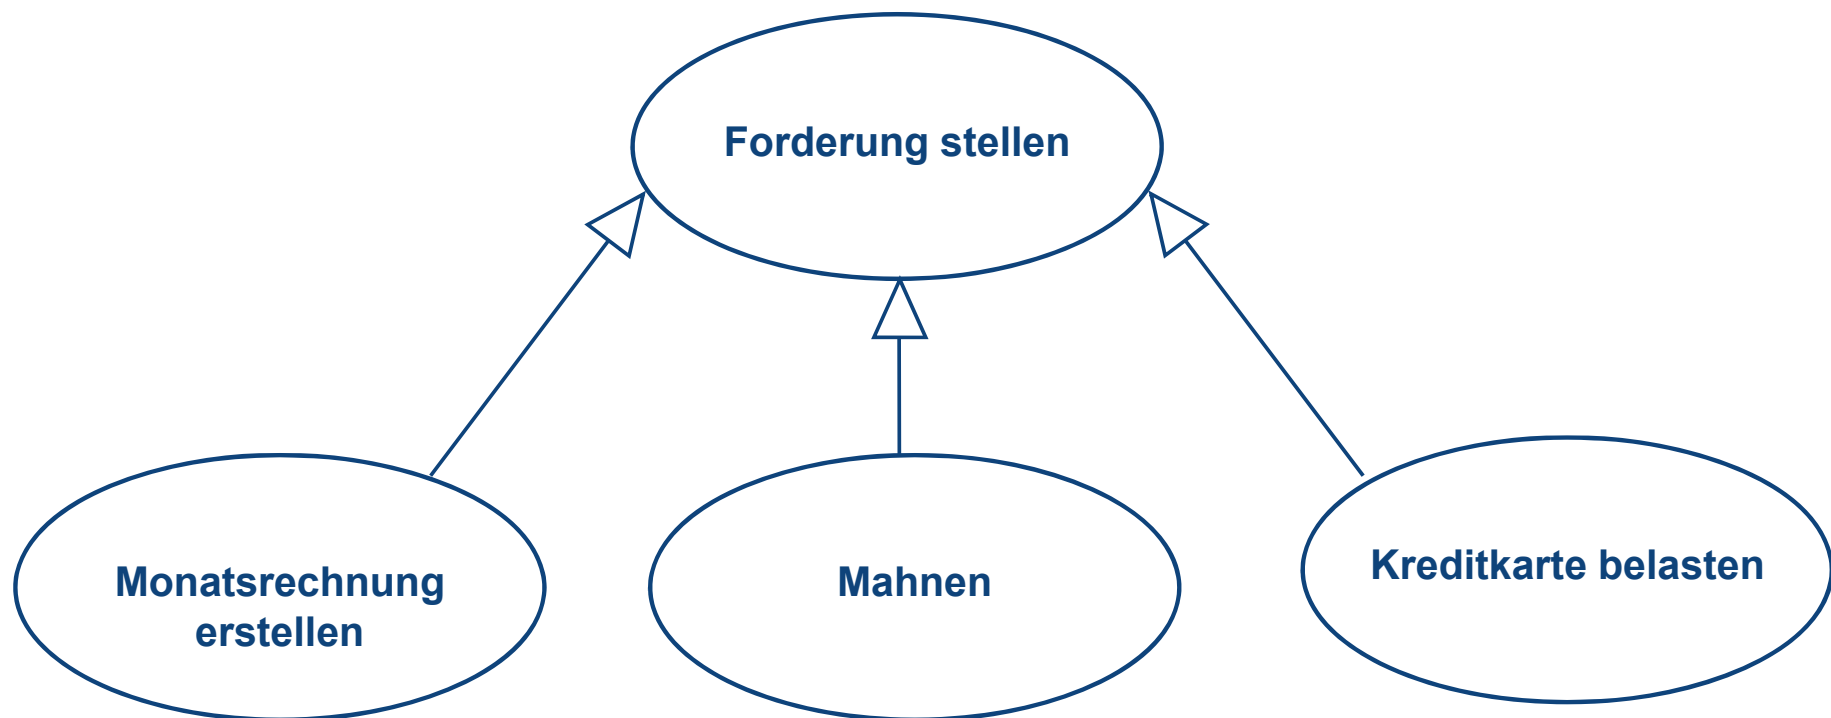 Forderung stellen
Monatsrechnung
erstellen
Mahnen
Kreditkarte belasten